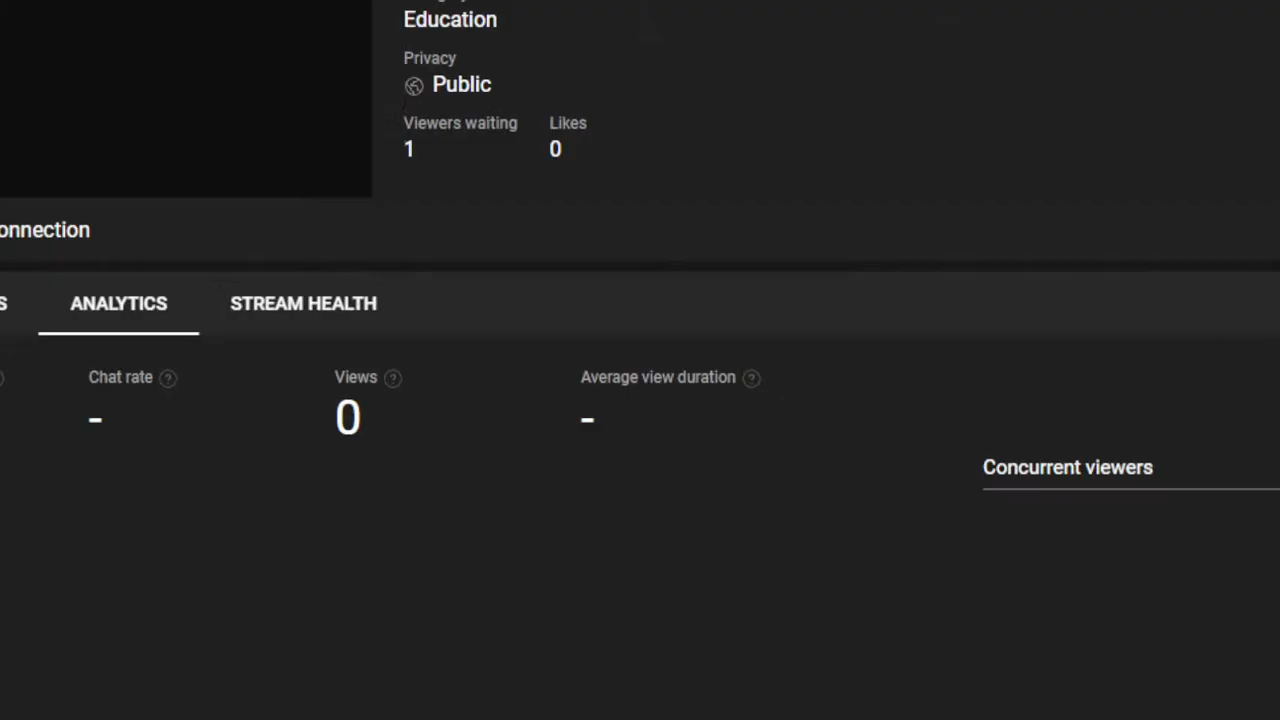 Education
Privacy
Public
Viewers waiting Likes
1 0
onnection
S ANALYTICS STREAM HEALTH
Chat rate ? Views ? Average view duration ?
- 0 -
Concurrent viewers